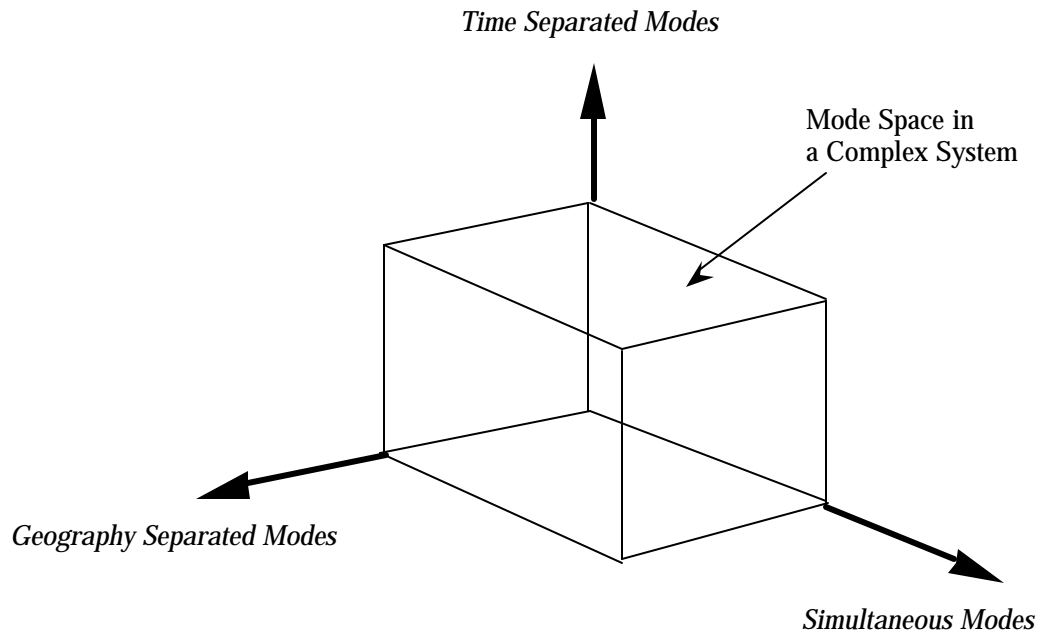 Time Separated Modes
Mode Space in
a Complex System
Geography Separated Modes
Simultaneous Modes